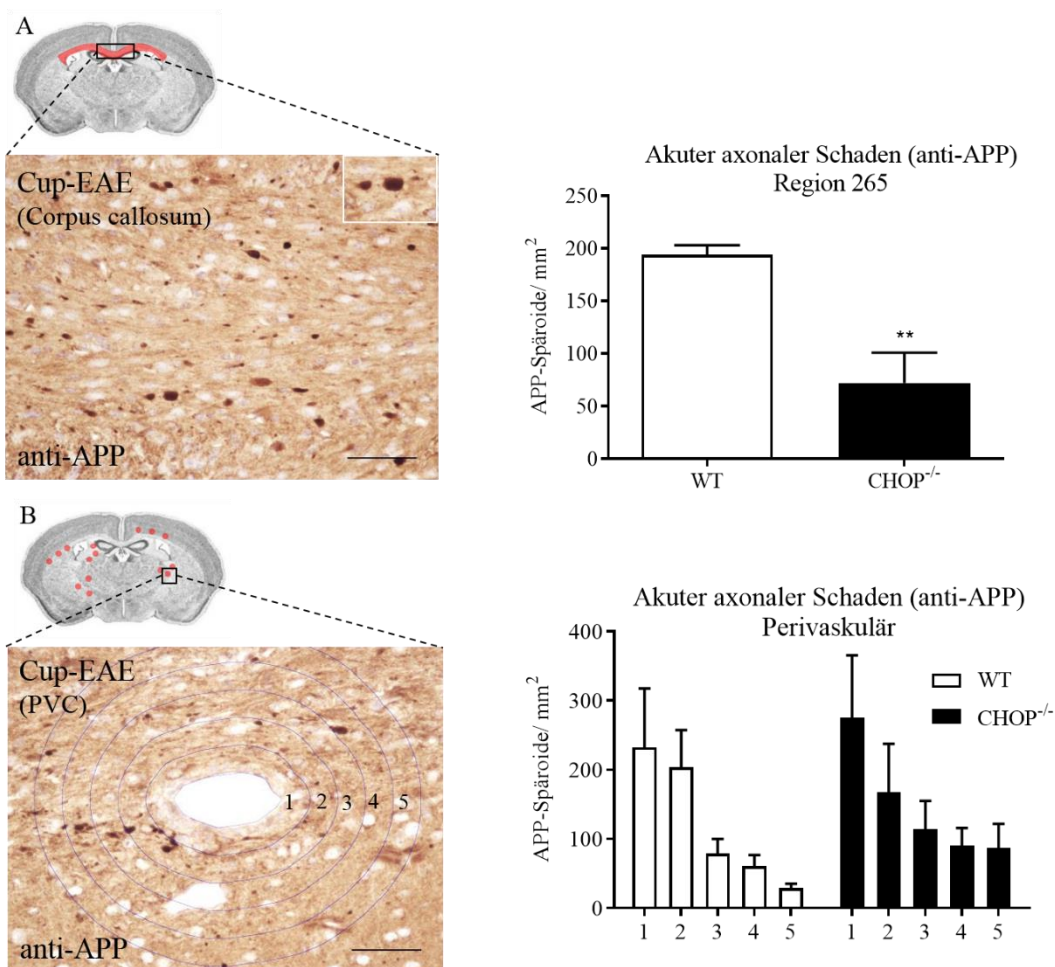 A
Cup-EAE
(Corpus callosum)
anti-APP
Akuter axonaler Schaden (anti-APP)
Region 265
APP-Späroide/ mm²
250
200
150
100
50
0
**
WT
CHOP⁻/⁻
B
Cup-EAE
(PVC)
1 2 3 4 5
anti-APP
Akuter axonaler Schaden (anti-APP)
Perivaskulär
APP-Späroide/ mm²
400
300
200
100
0
WT
CHOP⁻/⁻
1 2 3 4 5 1 2 3 4 5